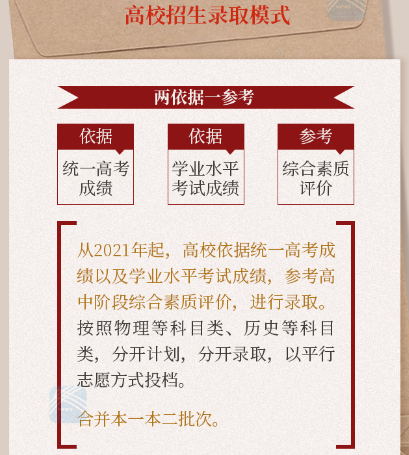 高校招生录取模式
两依据一参考
依据 依据 参考
统一高考 学业水平 综合素质
成绩 考试成绩 评价
从2021年起，高校依据统一高考成
绩以及学业水平考试成绩，参考高
中阶段综合素质评价，进行录取。
按照物理等科目类、历史等科目
类，分开计划，分开录取，以平行
志愿方式投档。
合并本一本二批次。